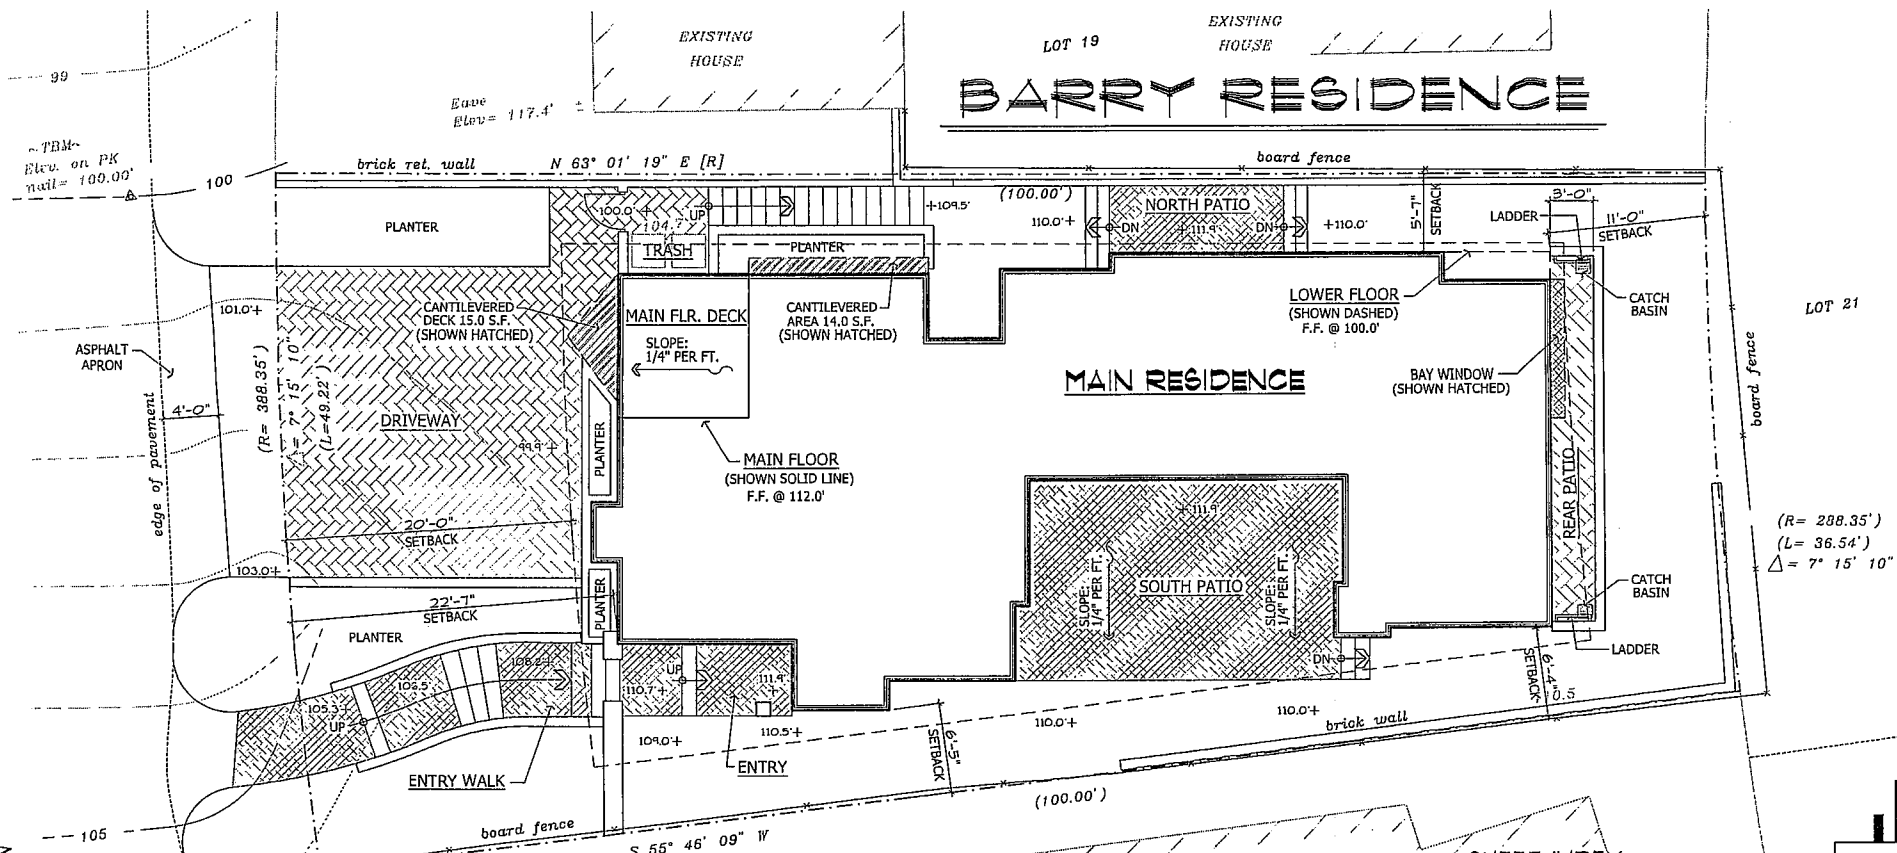 EXISTING
HOUSE
LOT 19
EXISTING
HOUSE
BARRY RESIDENCE
99
Eave
Elev= 117.4' ±
~TBM~
Elev. on PK
nail= 100.00'
100
brick ret. wall
N 63° 01' 19" E [R]
board fence
(100.00')
PLANTER
100.0'+
UP
104.7
TRASH
PLANTER
+109.5'
110.0'+
DN
NORTH PATIO
+111.9'
DN
+110.0'
5'-7"
SETBACK
LADDER
3'-0"
11'-0"
SETBACK
101.0'+
CANTILEVERED
DECK 15.0 S.F.
(SHOWN HATCHED)
MAIN FLR. DECK
SLOPE:
1/4" PER FT.
CANTILEVERED
AREA 14.0 S.F.
(SHOWN HATCHED)
LOWER FLOOR
(SHOWN DASHED)
F.F. @ 100.0'
CATCH
BASIN
LOT 21
ASPHALT
APRON
4'-0"
edge of pavement
(R= 388.35')
Δ= 7° 15' 10"
(L=49.22')
DRIVEWAY
99.9'+
PLANTER
MAIN RESIDENCE
BAY WINDOW
(SHOWN HATCHED)
board fence
MAIN FLOOR
(SHOWN SOLID LINE)
F.F. @ 112.0'
20'-0"
SETBACK
+111.9'
REAR PATIO
(R= 288.35')
(L= 36.54')
Δ= 7° 15' 10"
103.0'+
22'-7"
SETBACK
PLANTER
PLANTER
SLOPE:
1/4" PER FT.
SOUTH PATIO
SLOPE:
1/4" PER FT.
CATCH
BASIN
LADDER
DN
6'-4"
SETBACK
0.5
105.3'+
UP
UP
110.7'+
111.9'
+
109.0'+
110.5'+
110.0'+
110.0'+
brick wall
ENTRY WALK
ENTRY
6'-5"
SETBACK
(100.00')
105
board fence
S 55° 46' 09" W